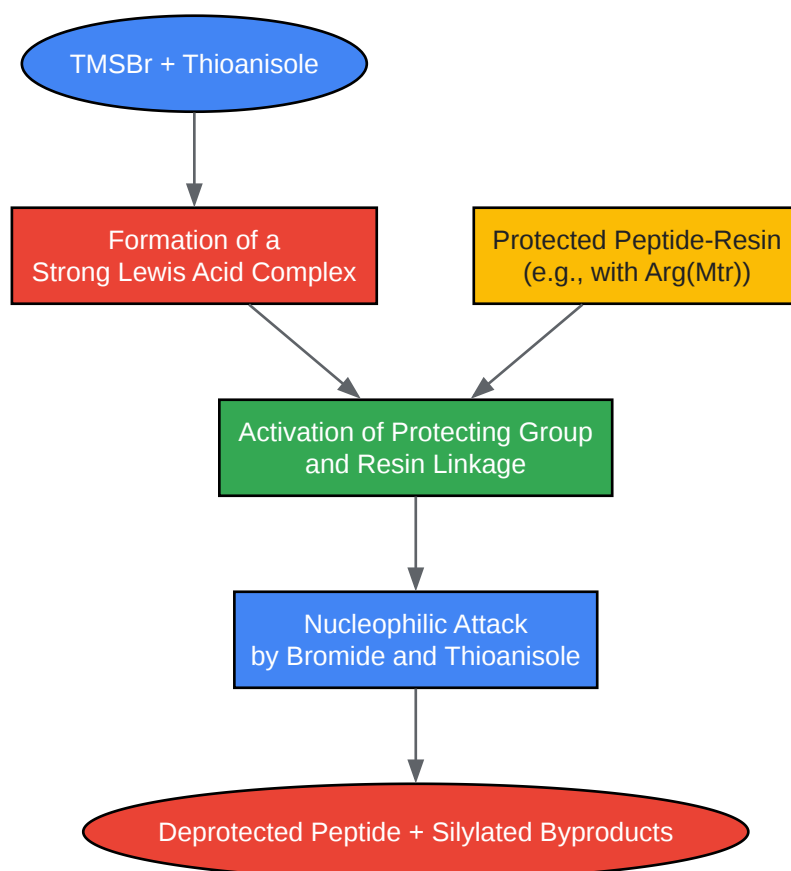 TMSBr + Thioanisole
Formation of a
Strong Lewis Acid Complex
Protected Peptide-Resin
(e.g., with Arg(Mtr))
Activation of Protecting Group
and Resin Linkage
Nucleophilic Attack
by Bromide and Thioanisole
Deprotected Peptide + Silylated Byproducts